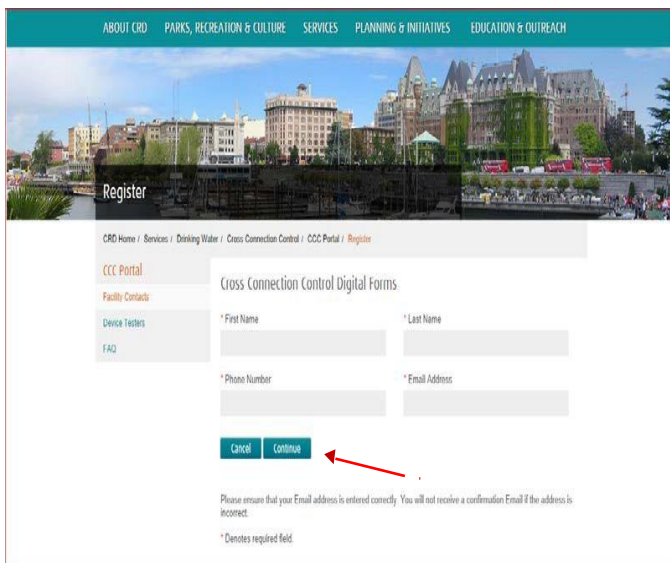 ABOUT CRD PARKS, RECREATION & CULTURE SERVICES PLANNING & INITIATIVES EDUCATION & OUTREACH
Register
CRD Home / Services / Drinking Water / Cross Connection Control / CCC Portal / Register
CCC Portal
Facility Contacts
Device Testers
FAQ
Cross Connection Control Digital Forms
* First Name * Last Name
* Phone Number * Email Address
Cancel Continue
Please ensure that your Email address is entered correctly. You will not receive a confirmation Email if the address is
incorrect.
* Denotes required field.